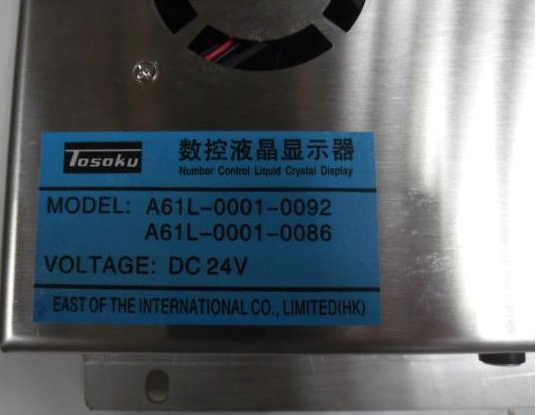 Tosoku
数控液晶显示器
Number Control Liquid Crystal Display
MODEL: A61L-0001-0092
A61L-0001-0086
VOLTAGE: DC 24V
EAST OF THE INTERNATIONAL CO., LIMITED(HK)